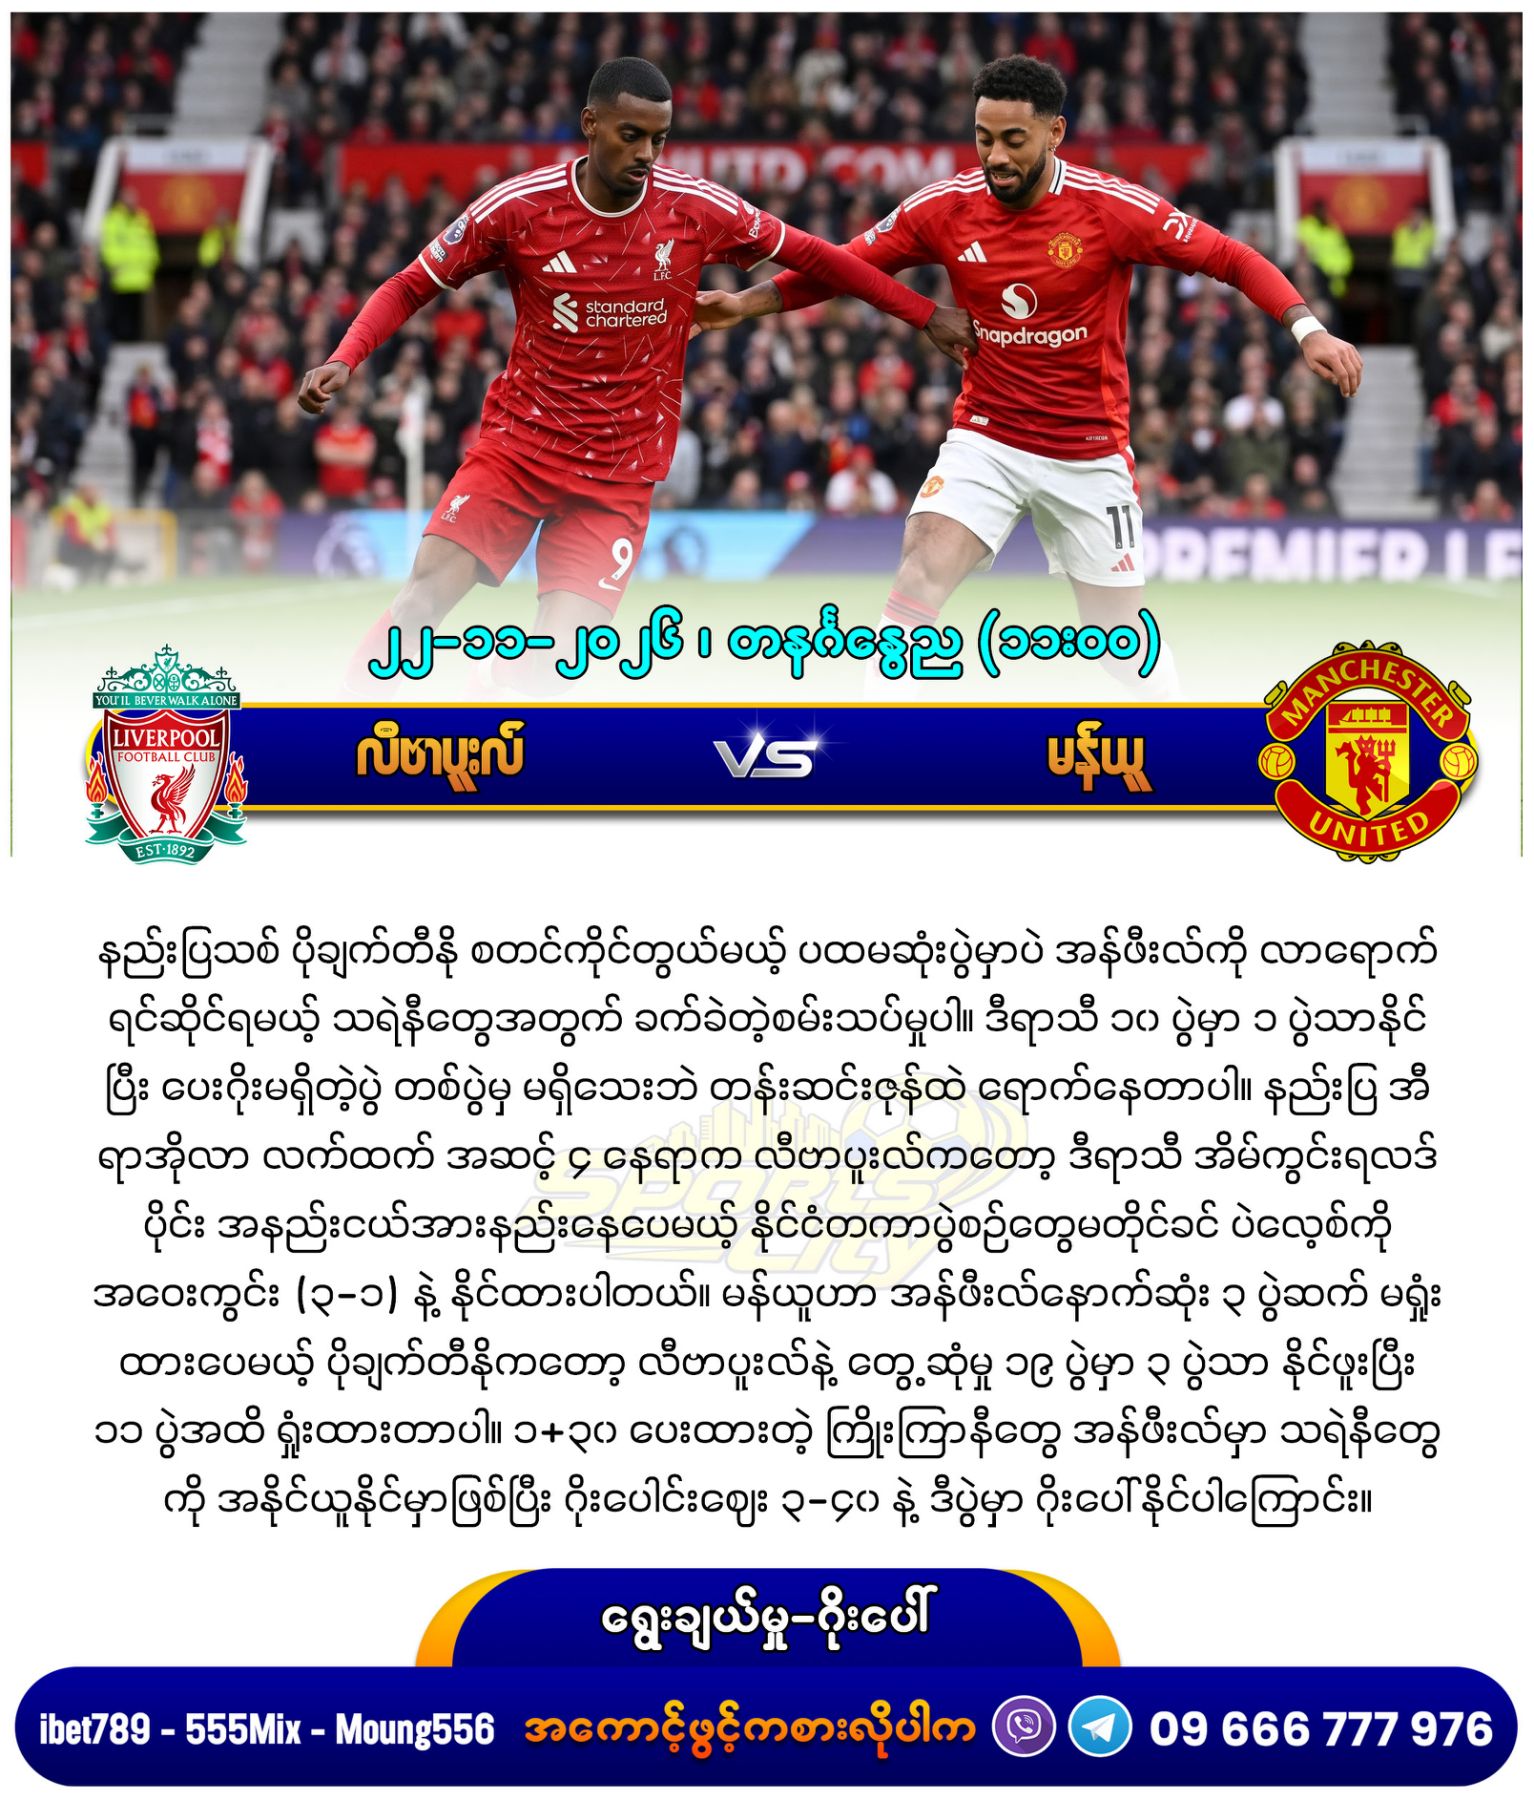 UTD.COM
standard
chartered
L.F.C.
Snapdragon
9
11
PREMIER LE
၂၂-၁၁-၂၀၂၆ ၊ တနင်္ဂနွေည (၁၁း၀၀)
YOU'LL BEVER WALK ALONE
LIVERPOOL
FOOTBALL CLUB
EST·1892
လီဗာပူးလ် VS မန်ယူ
MANCHESTER
UNITED
နည်းပြသစ် ပိုချက်တီနို စတင်ကိုင်တွယ်မယ့် ပထမဆုံးပွဲမှာပဲ အန်ဖီးလ်ကို လာရောက်
ရင်ဆိုင်ရမယ့် သရဲနီတွေအတွက် ခက်ခဲတဲ့စမ်းသပ်မှုပါ။ ဒီရာသီ ၁၀ ပွဲမှာ ၁ ပွဲသာနိုင်
ပြီး ပေးဂိုးမရှိတဲ့ပွဲ တစ်ပွဲမှ မရှိသေးဘဲ တန်းဆင်းဇုန်ထဲ ရောက်နေတာပါ။ နည်းပြ အီ
ရာအိုလာ လက်ထက် အဆင့် ၄ နေရာက လီဗာပူးလ်ကတော့ ဒီရာသီ အိမ်ကွင်းရလဒ်
ပိုင်း အနည်းငယ်အားနည်းနေပေမယ့် နိုင်ငံတကာပွဲစဉ်တွေမတိုင်ခင် ပဲလေ့စ်ကို
အဝေးကွင်း (၃-၁) နဲ့ နိုင်ထားပါတယ်။ မန်ယူဟာ အန်ဖီးလ်နောက်ဆုံး ၃ ပွဲဆက် မရှုံး
ထားပေမယ့် ပိုချက်တီနိုကတော့ လီဗာပူးလ်နဲ့ တွေ့ဆုံမှု ၁၉ ပွဲမှာ ၃ ပွဲသာ နိုင်ဖူးပြီး
၁၁ ပွဲအထိ ရှုံးထားတာပါ။ ၁+၃၀ ပေးထားတဲ့ ကြိုးကြာနီတွေ အန်ဖီးလ်မှာ သရဲနီတွေ
ကို အနိုင်ယူနိုင်မှာဖြစ်ပြီး ဂိုးပေါင်းဈေး ၃-၄၀ နဲ့ ဒီပွဲမှာ ဂိုးပေါ်နိုင်ပါကြောင်း။
SPORTS
City
ရွေးချယ်မှု-ဂိုးပေါ်
ibet789 - 555Mix - Moung556 အကောင့်ဖွင့်ကစားလိုပါက 09 666 777 976